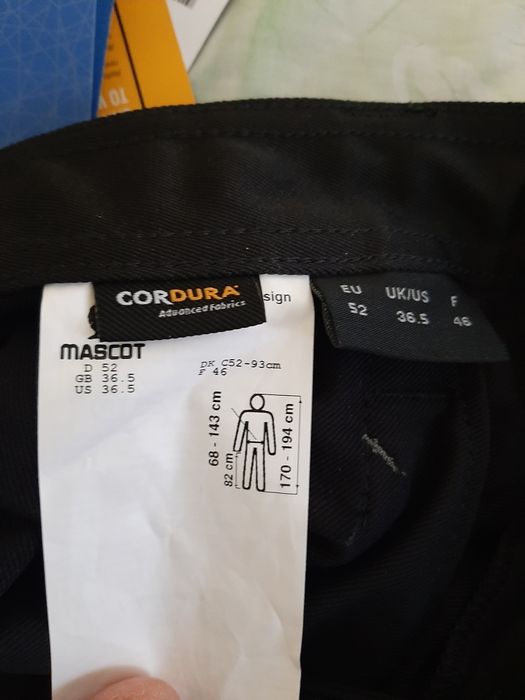 TO
CORDURA
Advanced Fabrics
sign
EU UK/US F
52 36.5 46
MASCOT
D 52
GB 36.5
US 36.5
DK C52-93cm
F 46
68 - 143 cm
82 cm
170 - 194 cm